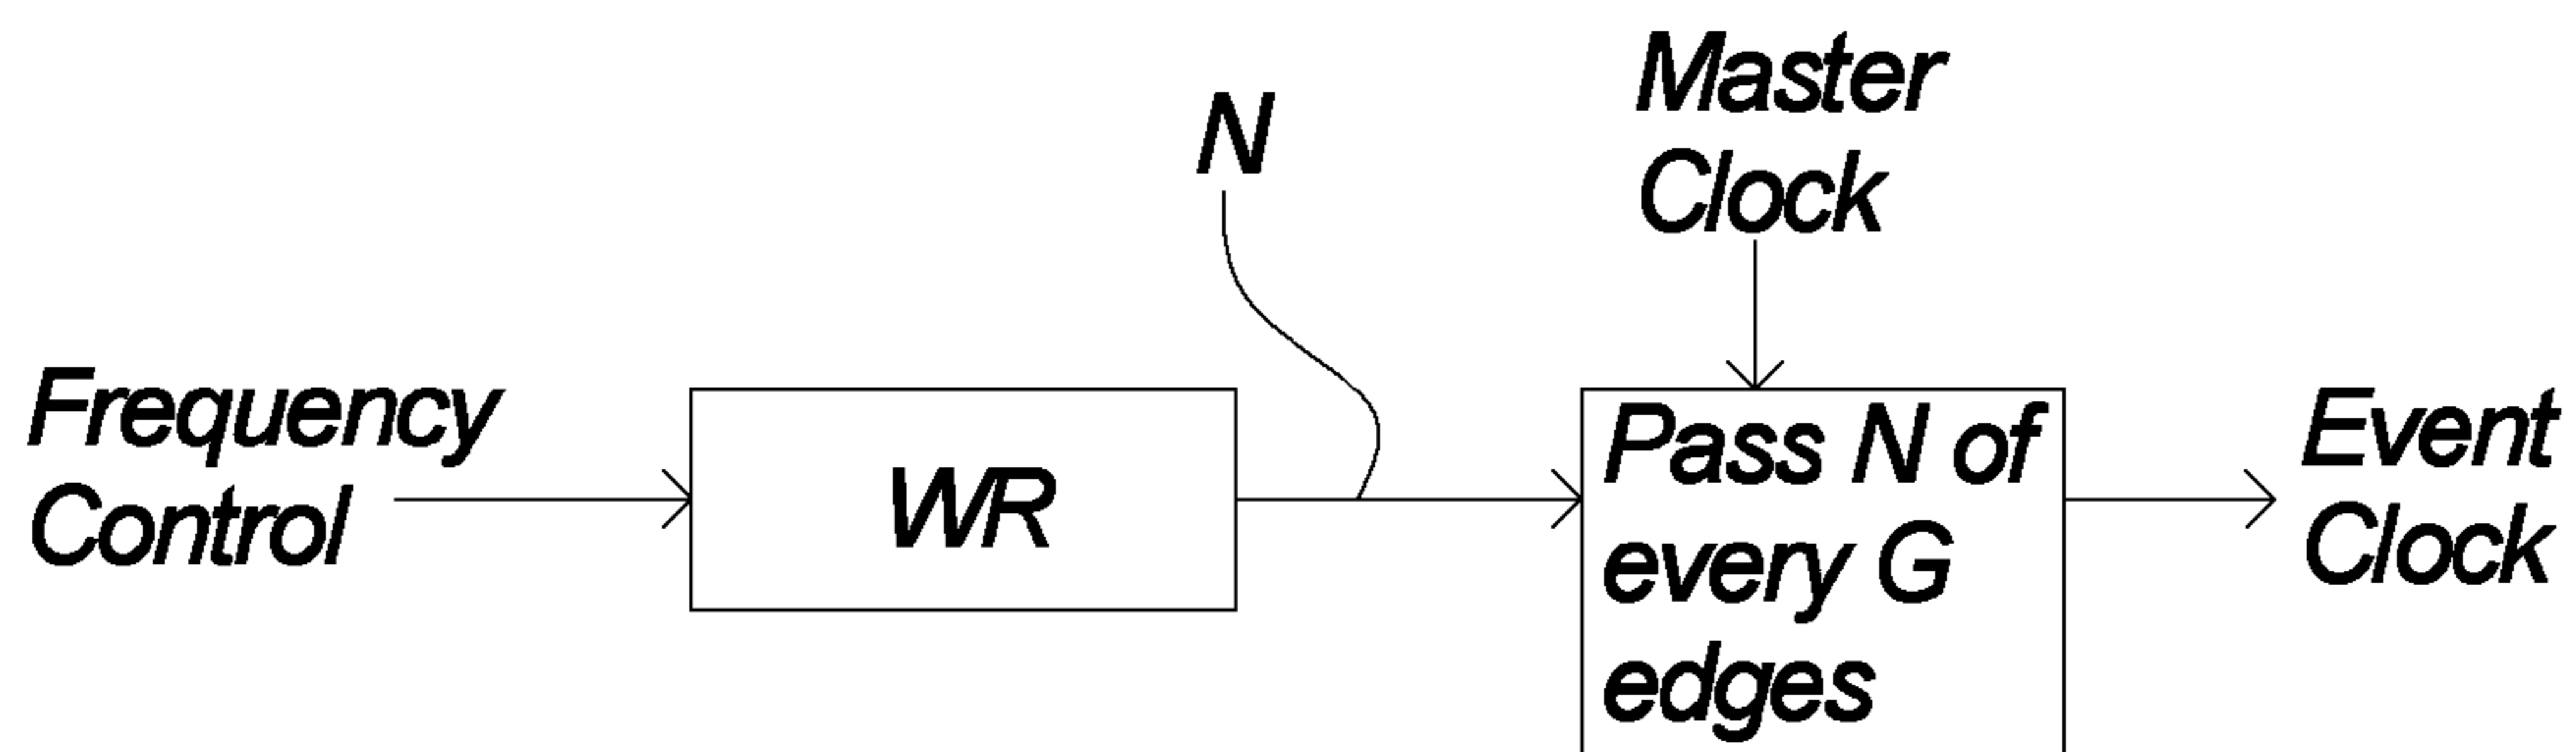 N
Master
Clock
Frequency
Control
WR
Pass N of
every G
edges
Event
Clock